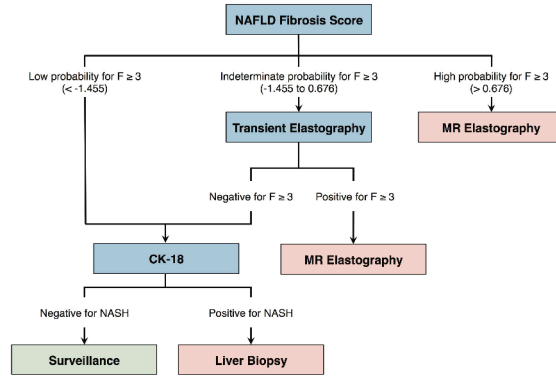 NAFLD Fibrosis Score
Low probability for F ≥ 3
(< -1.455)
Indeterminate probability for F ≥ 3
(-1.455 to 0.676)
High probability for F ≥ 3
(> 0.676)
Transient Elastography
MR Elastography
Negative for F ≥ 3
Positive for F ≥ 3
CK-18
MR Elastography
Negative for NASH
Positive for NASH
Surveillance
Liver Biopsy